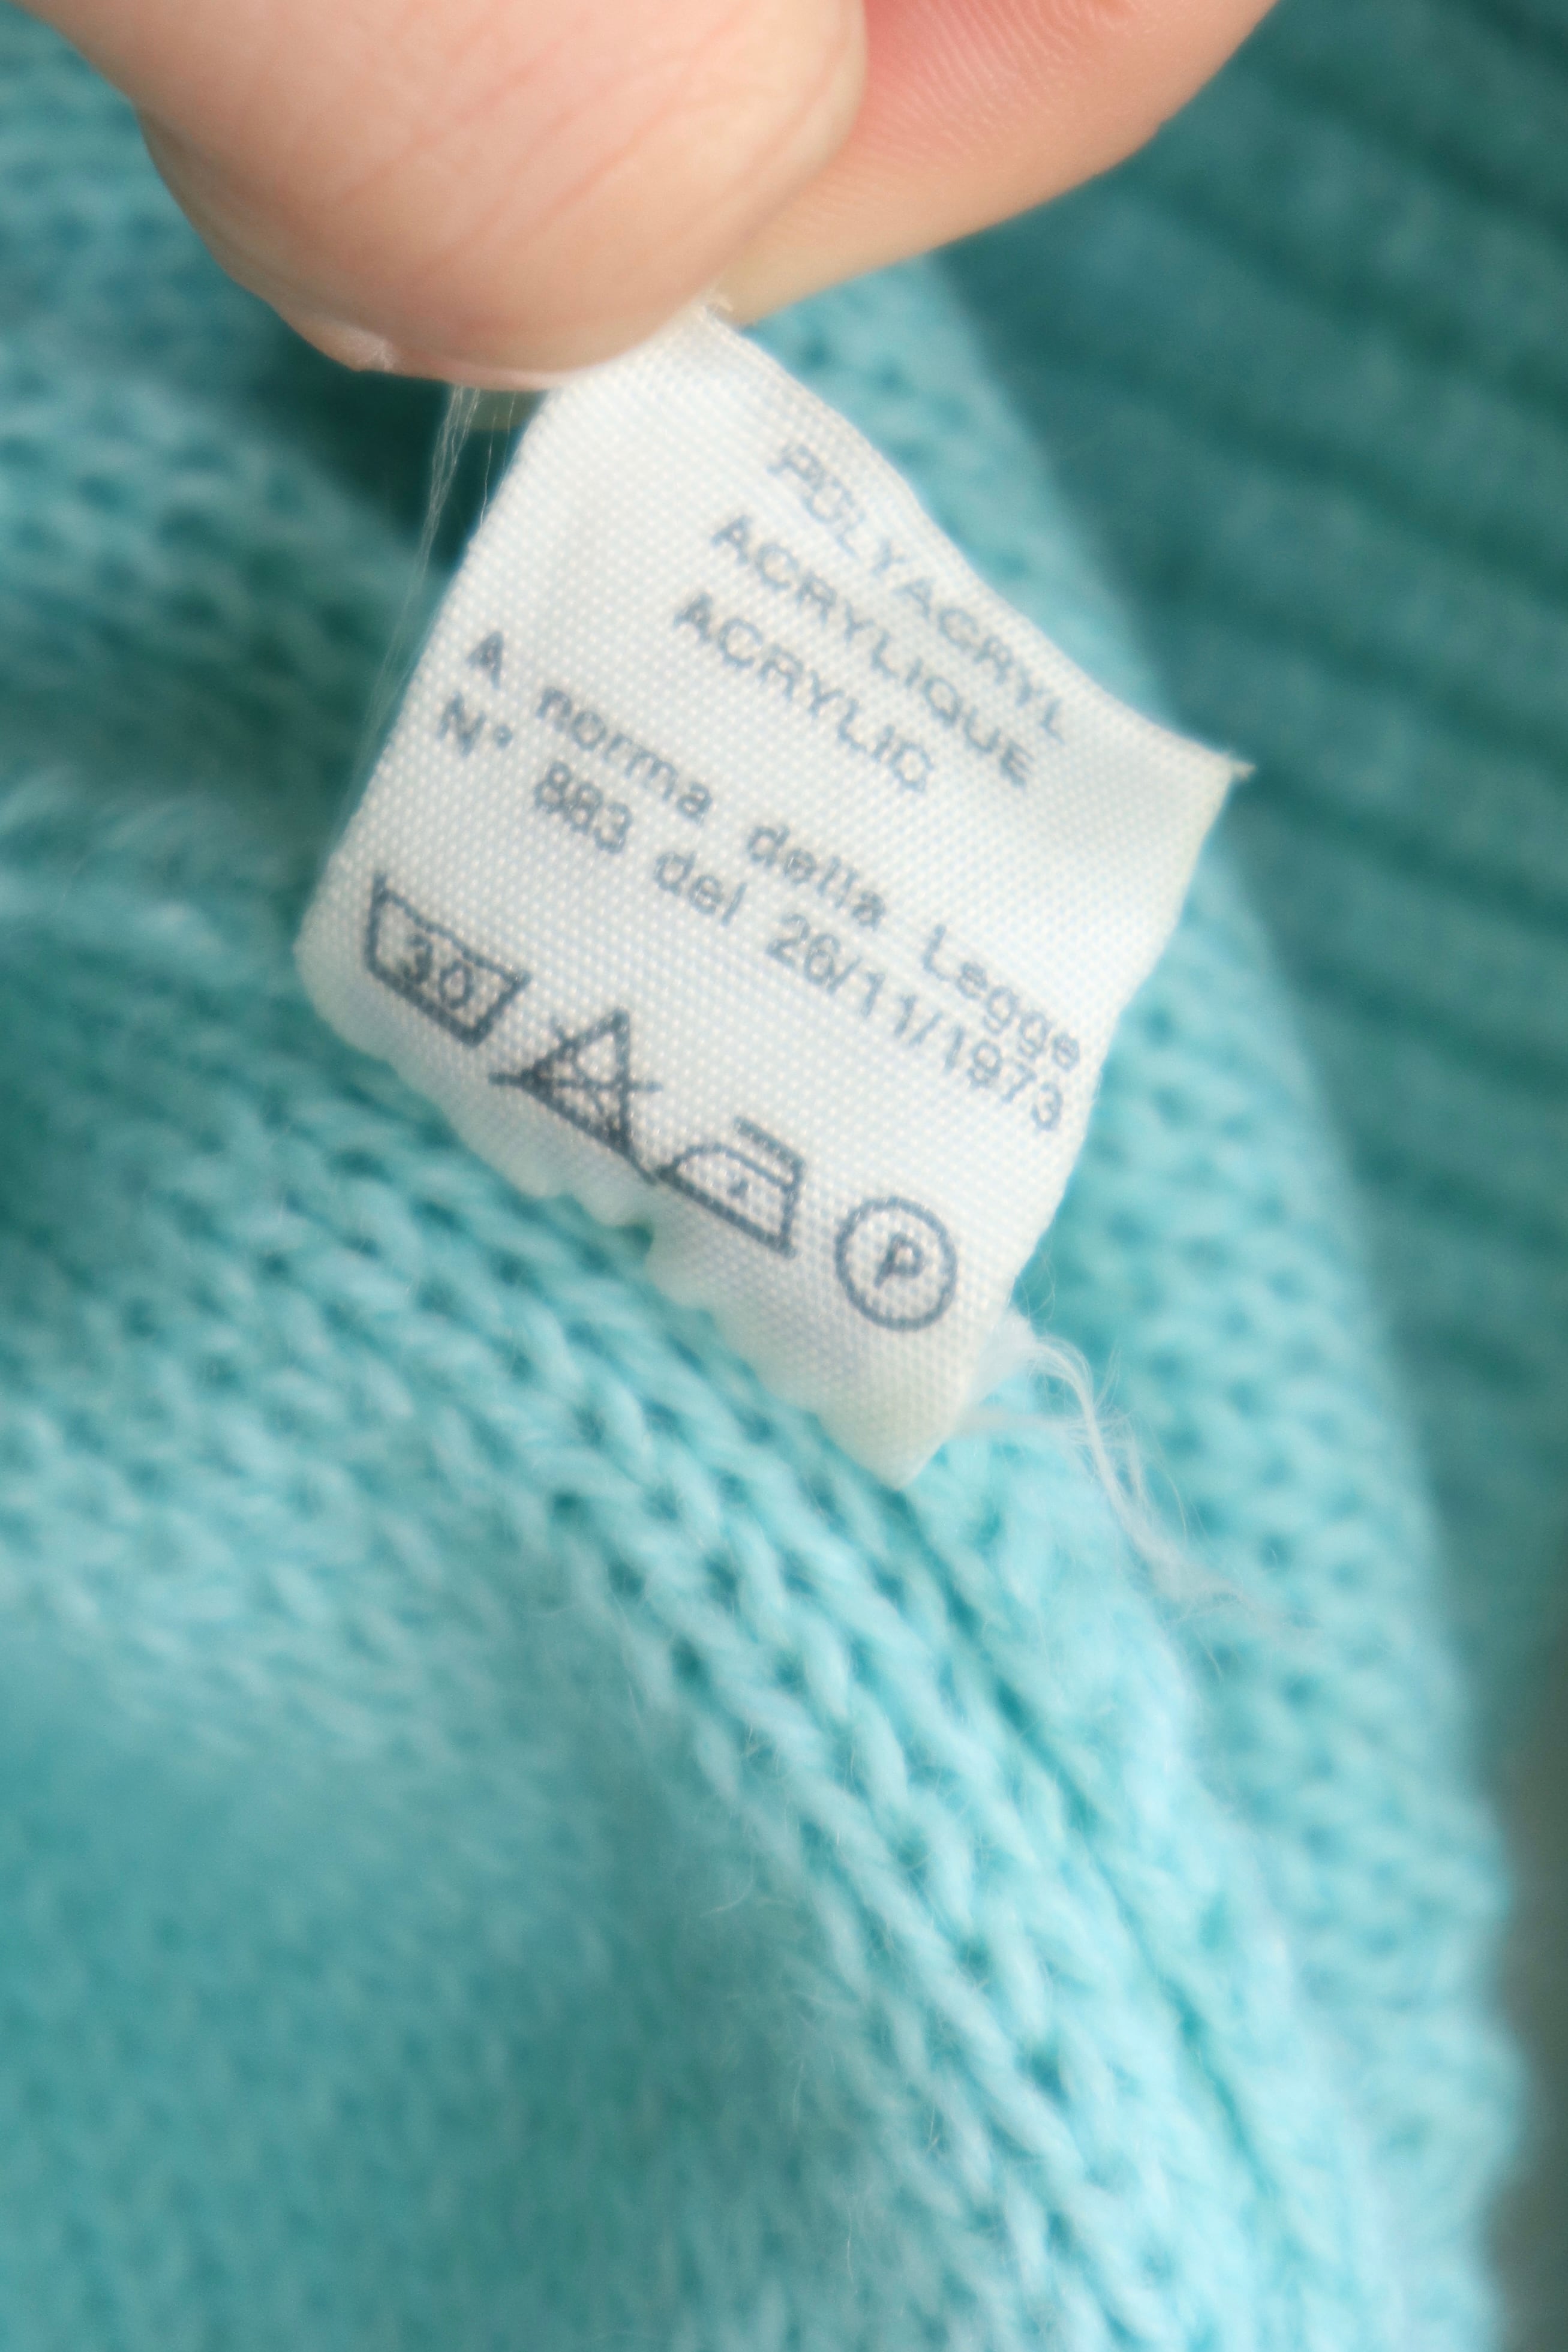 POLYACRYL
ACRYLIQUE
ACRYLIC
A norma della Legge
N° 883 del 26/11/1973
30
P